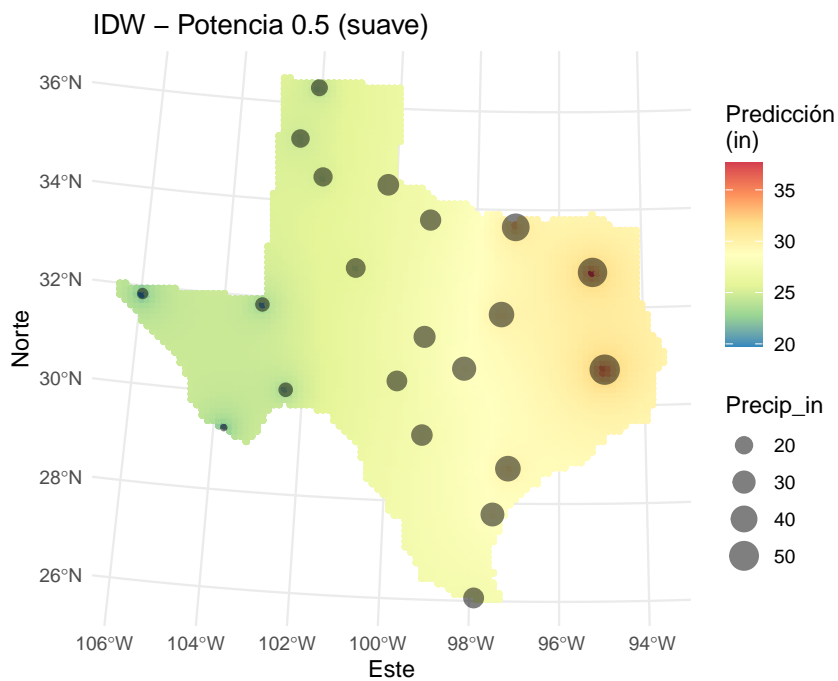 IDW – Potencia 0.5 (suave)
36°N
34°N
32°N
30°N
28°N
26°N
Norte
106°W
104°W
102°W
100°W
98°W
96°W
94°W
Este
Predicción
(in)
35
30
25
20
Precip_in
20
30
40
50